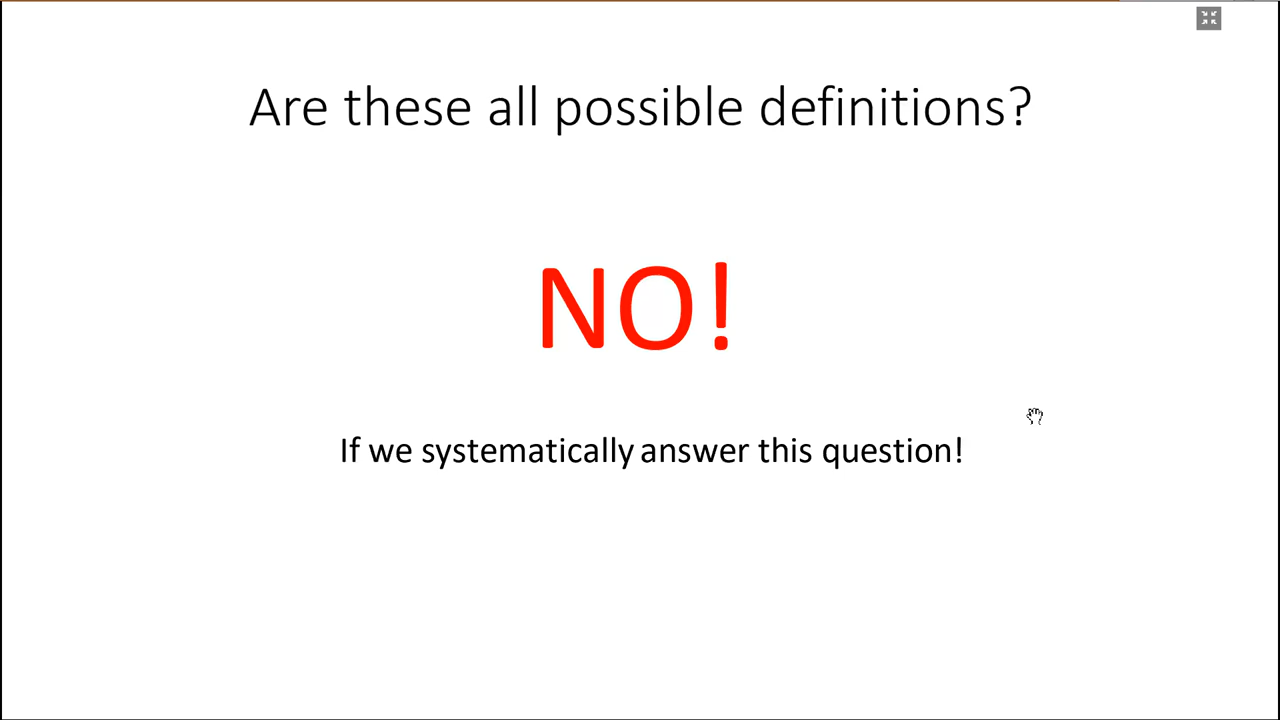 Are these all possible definitions?
NO!
If we systematically answer this question!